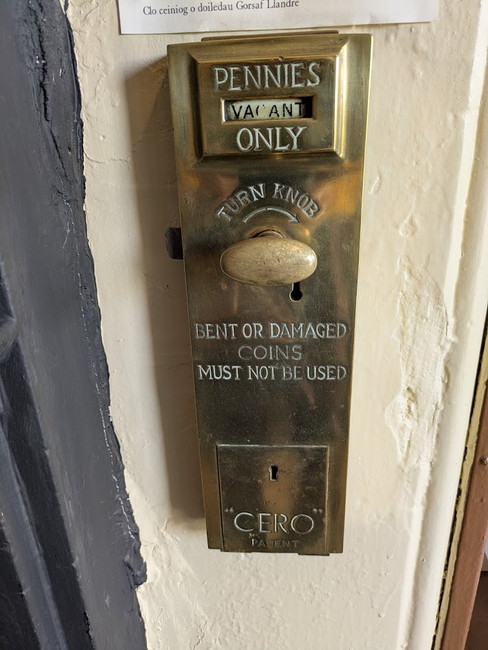 Clo ceiniog o doiledau Gorsaf Llandre
PENNIES
VACANT
ONLY
TURN KNOB
BENT OR DAMAGED
COINS
MUST NOT BE USED
"CERO"
PATENT